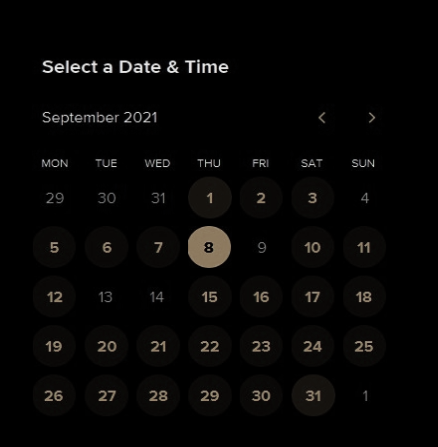 Select a Date & Time
September 2021
MON TUE WED THU FRI SAT SUN
29 30 31 1 2 3 4
5 6 7 8 9 10 11
12 13 14 15 16 17 18
19 20 21 22 23 24 25
26 27 28 29 30 31 1